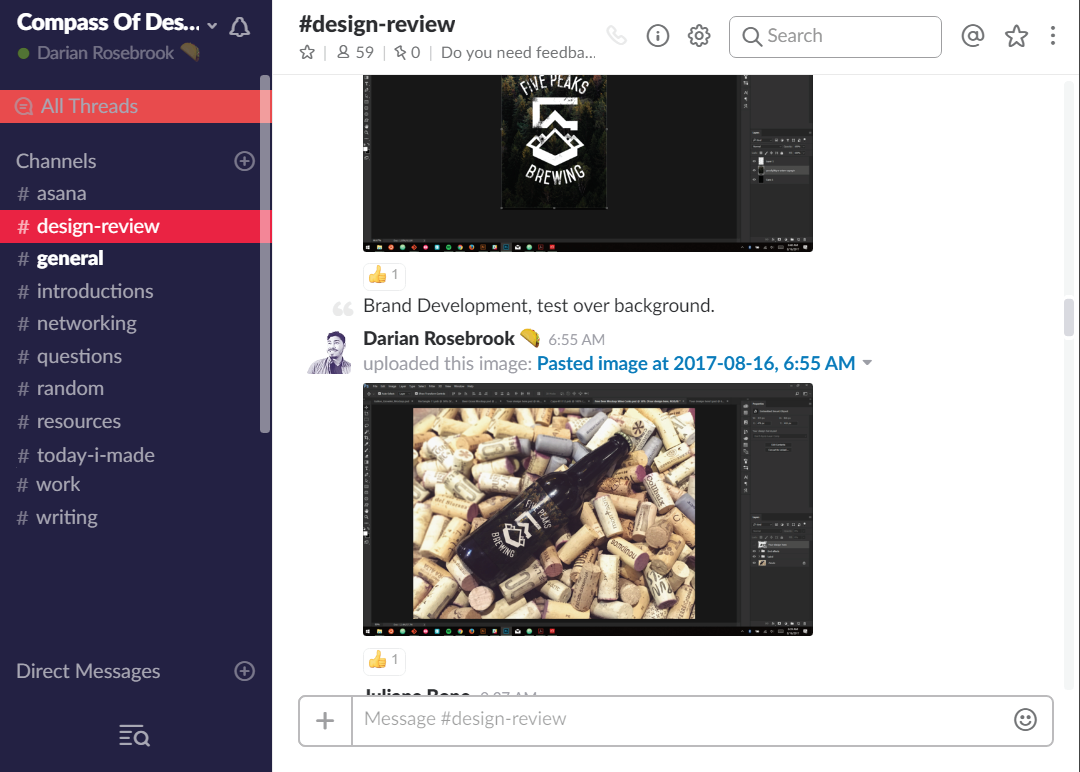 Compass Of Des...
Darian Rosebrook
All Threads
Channels
# asana
# design-review
# general
# introductions
# networking
# questions
# random
# resources
# today-i-made
# work
# writing
Direct Messages
#design-review
59
0
Do you need feedba...
Search
FIVE PEAKS
BREWING
1
Brand Development, test over background.
Darian Rosebrook 6:55 AM
uploaded this image: Pasted image at 2017-08-16, 6:55 AM
FIVE PEAKS
BREWING
1
Message #design-review